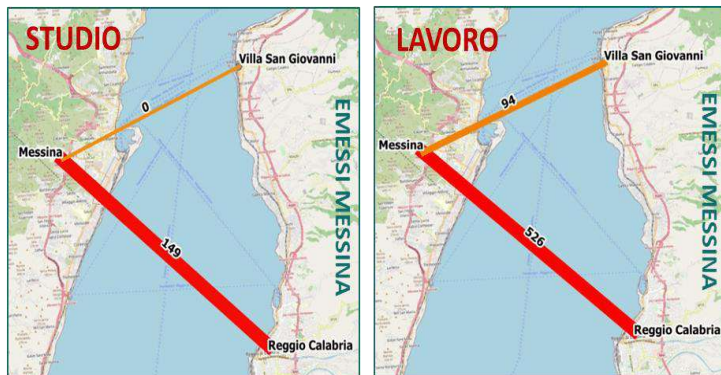 STUDIO
Villa San Giovanni
0
Messina
149
Reggio Calabria
EMESSI MESSINA
LAVORO
Villa San Giovanni
94
Messina
526
Reggio Calabria
EMESSI MESSINA